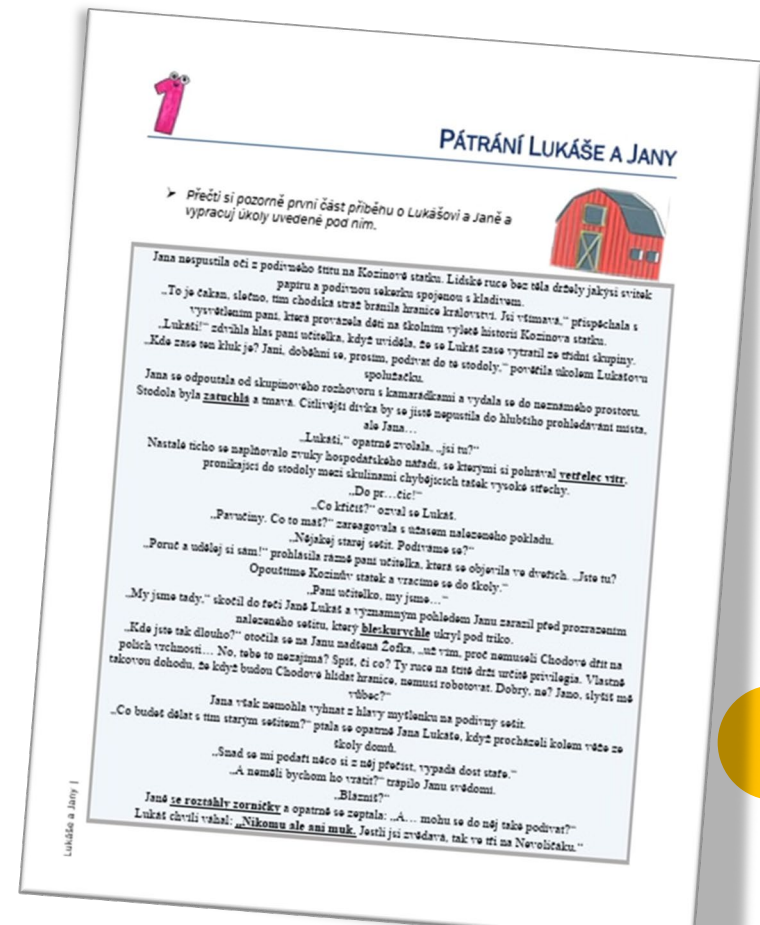 1
PÁTRÁNÍ LUKÁŠE A JANY
➢ Přečti si pozorně první část příběhu o Lukášovi a Janě a
vypracuj úkoly uvedené pod ním.
Jana nespustila oči z podivného štítu na Kozinově statku. Lidské ruce bez těla držely jakýsi svitek
papíru a podivnou sekerku spojenou s kladivem.
„To je čakan, slečno, tím chodská stráž bránila hranice království. Jsi všímavá,“ přispěchala s
vysvětlením paní, která provázela děti na školním výletě historií Kozinova statku.
„Lukáši!“ zdvihla hlas paní učitelka, když uviděla, že se Lukáš zase vytratil ze třídní skupiny.
„Kde zase ten kluk je? Jani, doběhni se, prosím, podívat do té stodoly,“ pověřila úkolem Lukášovu
spolužačku.
Jana se odpoutala od skupinového rozhovoru s kamarádkami a vydala se do neznámého prostoru.
Stodola byla zatuchlá a tmavá. Citlivější dívka by se jistě nepustila do hlubšího prohledávání místa,
ale Jana…
„Lukáši,“ opatrně zvolala, „jsi tu?“
Nastalé ticho se naplňovalo zvuky hospodářského nářadí, se kterými si pohrával vetřelec vítr,
pronikající do stodoly mezi skulinami chybějících tašek vysoké střechy.
„Do pr…čic!“
„Co křičíš?“ ozval se Lukáš.
„Pavučiny. Co to máš?“ zareagovala s úžasem nalezeného pokladu.
„Nějakej starej sešit. Podíváme se?“
„Poruč a udělej si sám!“ prohlásila rázně paní učitelka, která se objevila ve dveřích. „Jste tu?
Opouštíme Kozinův statek a vracíme se do školy.“
„Paní učitelko, my jsme…“
„My jsme tady,“ skočil do řeči Janě Lukáš a významným pohledem Janu zarazil před prozrazením
nalezeného sešitu, který bleskurychle ukryl pod triko.
„Kde jste tak dlouho?“ otočila se na Janu nadšená Žofka, „už vím, proč nemuseli Chodové dřít na
polích vrchnosti… No, tebe to nezajímá? Spíš, či co? Ty ruce na štítě drží určitě privilegia. Vlastně
takovou dohodu, že když budou Chodové hlídat hranice, nemusí robotovat. Dobrý, ne? Jano, slyšíš mě
vůbec?“
Jana však nemohla vyhnat z hlavy myšlenku na podivný sešit.
„Co budeš dělat s tím starým sešitem?“ ptala se opatrně Jana Lukáše, když procházeli kolem věže ze
školy domů.
„Snad se mi podaří něco si z něj přečíst, vypadá dost staře.“
„A neměli bychom ho vrátit?“ trápilo Janu svědomí.
„Blázníš?“
Janě se roztáhly zorničky a opatrně se zeptala: „A… mohu se do něj také podívat?“
Lukáš chvíli váhal: „Nikomu ale ani muk. Jestli jsi zvědavá, tak ve tři na Nevoličáku.“
Lukáše a Jany |